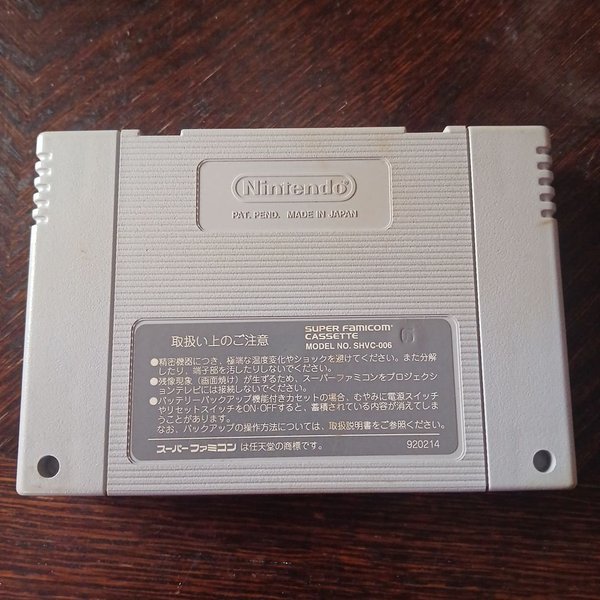 Nintendo
PAT. PEND. MADE IN JAPAN
取扱い上のご注意
SUPER FAMICOM
CASSETTE
MODEL NO. SHVC-006
6
●精密機器につき、極端な温度変化やショックを避けてください。また分解
したり、端子部を汚したりしないでください。
●残像現象（画面焼け）が生ずるため、スーパーファミコンをプロジェクシ
ョンテレビには接続しないでください。
●バッテリーバックアップ機能付きカセットの場合、むやみに電源スイッチ
やリセットスイッチをON・OFFすると、蓄積されている内容が消えてしま
うことがあります。
なお、バックアップの操作方法については、取扱説明書をご参照ください。
スーパーファミコン は任天堂の商標です。
920214